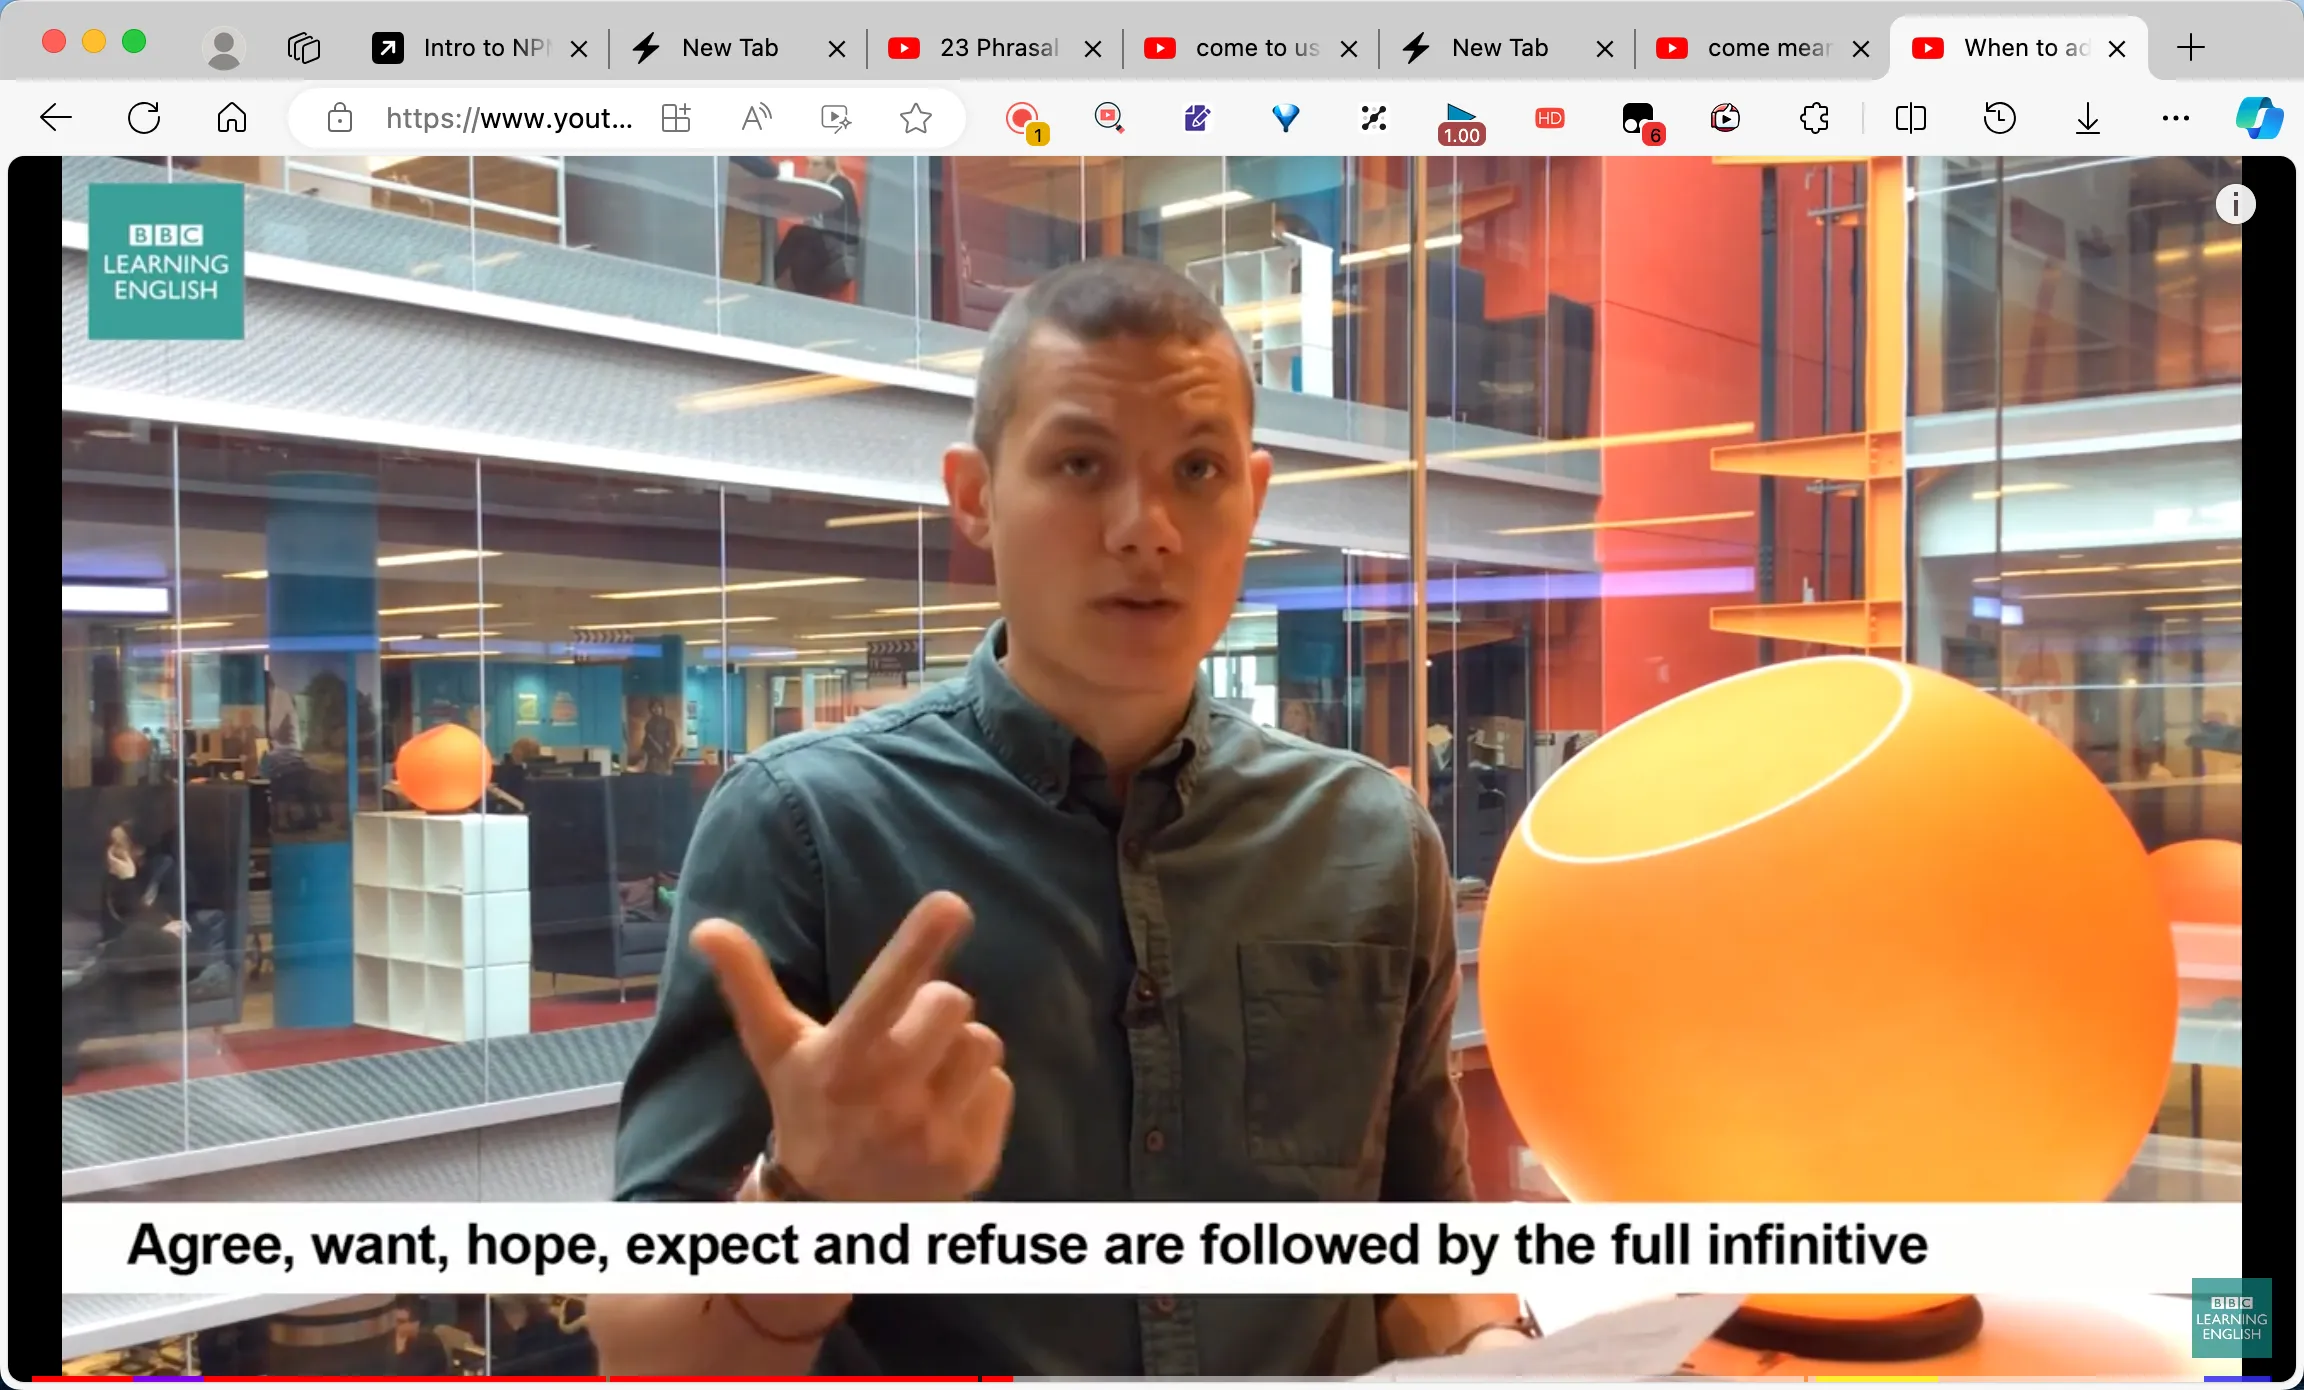 Intro to NP
New Tab
23 Phrasal
come to us
New Tab
come mear
When to ad
https://www.yout...
1
1.00
HD
6
BBC
LEARNING
ENGLISH
i
Agree, want, hope, expect and refuse are followed by the full infinitive
BBC
LEARNING
ENGLISH